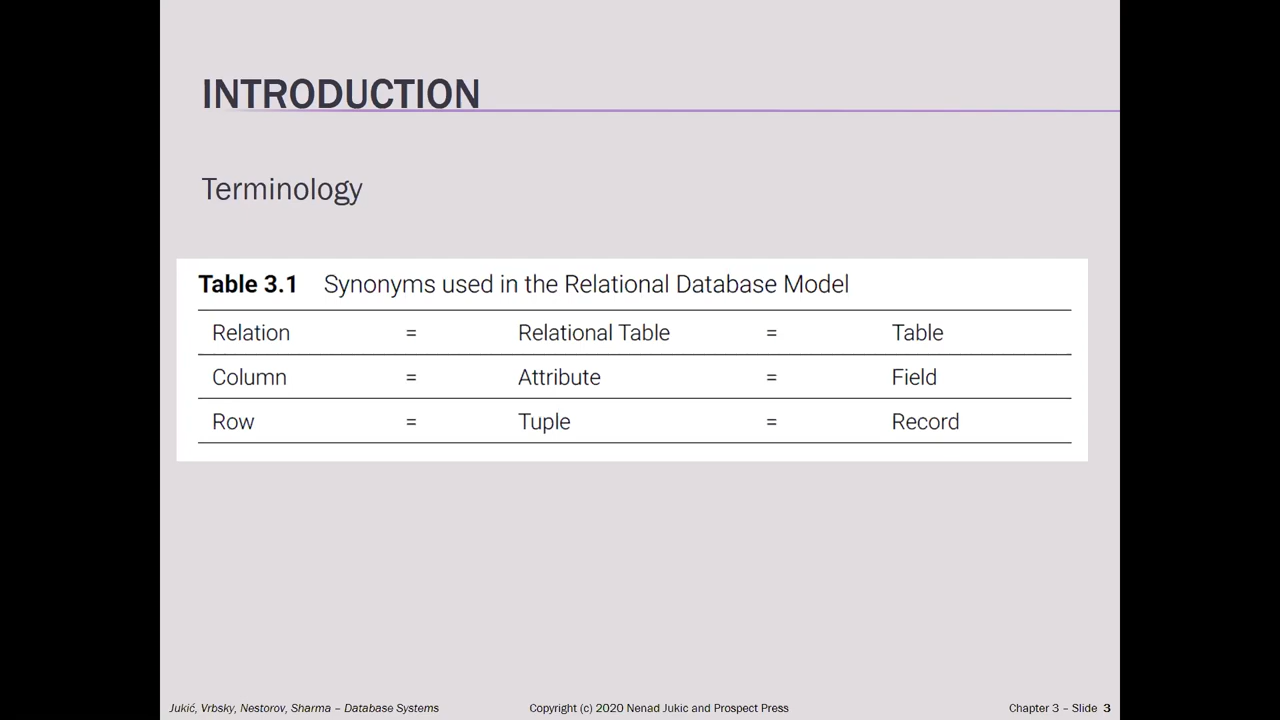 INTRODUCTION
Terminology
Table 3.1 Synonyms used in the Relational Database Model
Relation = Relational Table = Table
Column = Attribute = Field
Row = Tuple = Record
Jukić, Vrbsky, Nestorov, Sharma – Database Systems Copyright (c) 2020 Nenad Jukic and Prospect Press Chapter 3 – Slide 3